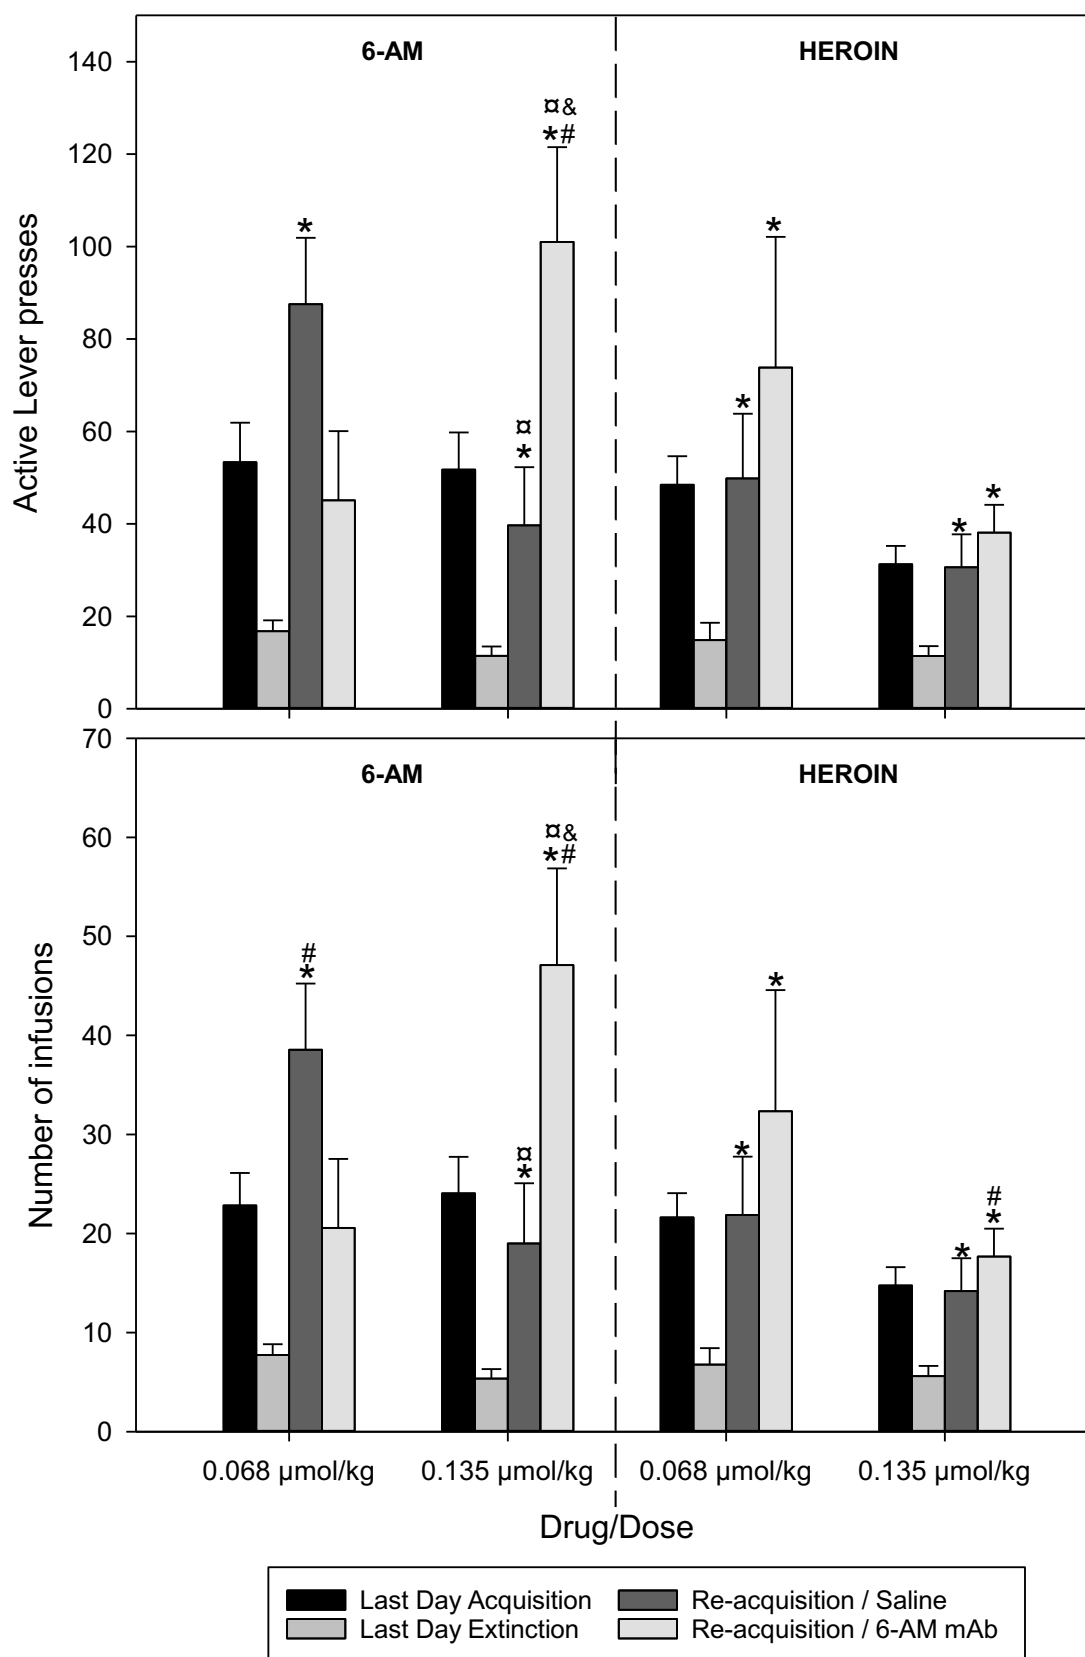 6-AM
HEROIN
140
120
100
80
60
40
20
0
Active Lever presses
*
¤
*
¤&
*#
*
*
*
*
6-AM
HEROIN
70
60
50
40
30
20
10
0
Number of infusions
#
*
¤
*
¤&
*#
*
*
*
#
*
0.068 µmol/kg
0.135 µmol/kg
0.068 µmol/kg
0.135 µmol/kg
Drug/Dose
Last Day Acquisition
Last Day Extinction
Re-acquisition / Saline
Re-acquisition / 6-AM mAb